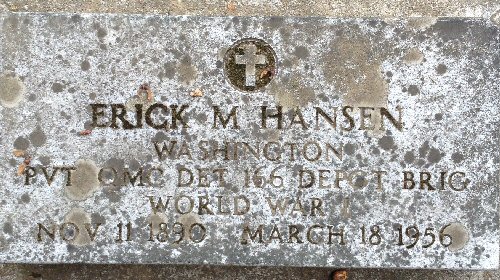 ERICK M HANSEN
WASHINGTON
PVT QMC DET 166 DEPOT BRIG
WORLD WAR I
NOV 11 1890 MARCH 18 1956